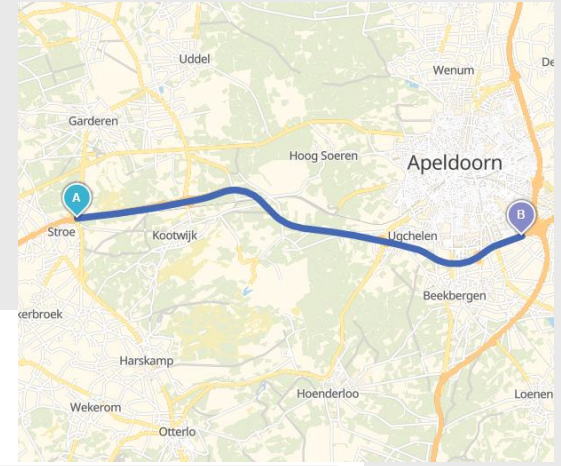 Uddel
Wenum
De
Garderen
Hoog Soeren
Apeldoorn
A
B
Stroe
Kootwijk
Ugchelen
Beekbergen
kerbroek
Harskamp
Hoenderloo
Loenen
Wekerom
Otterlo